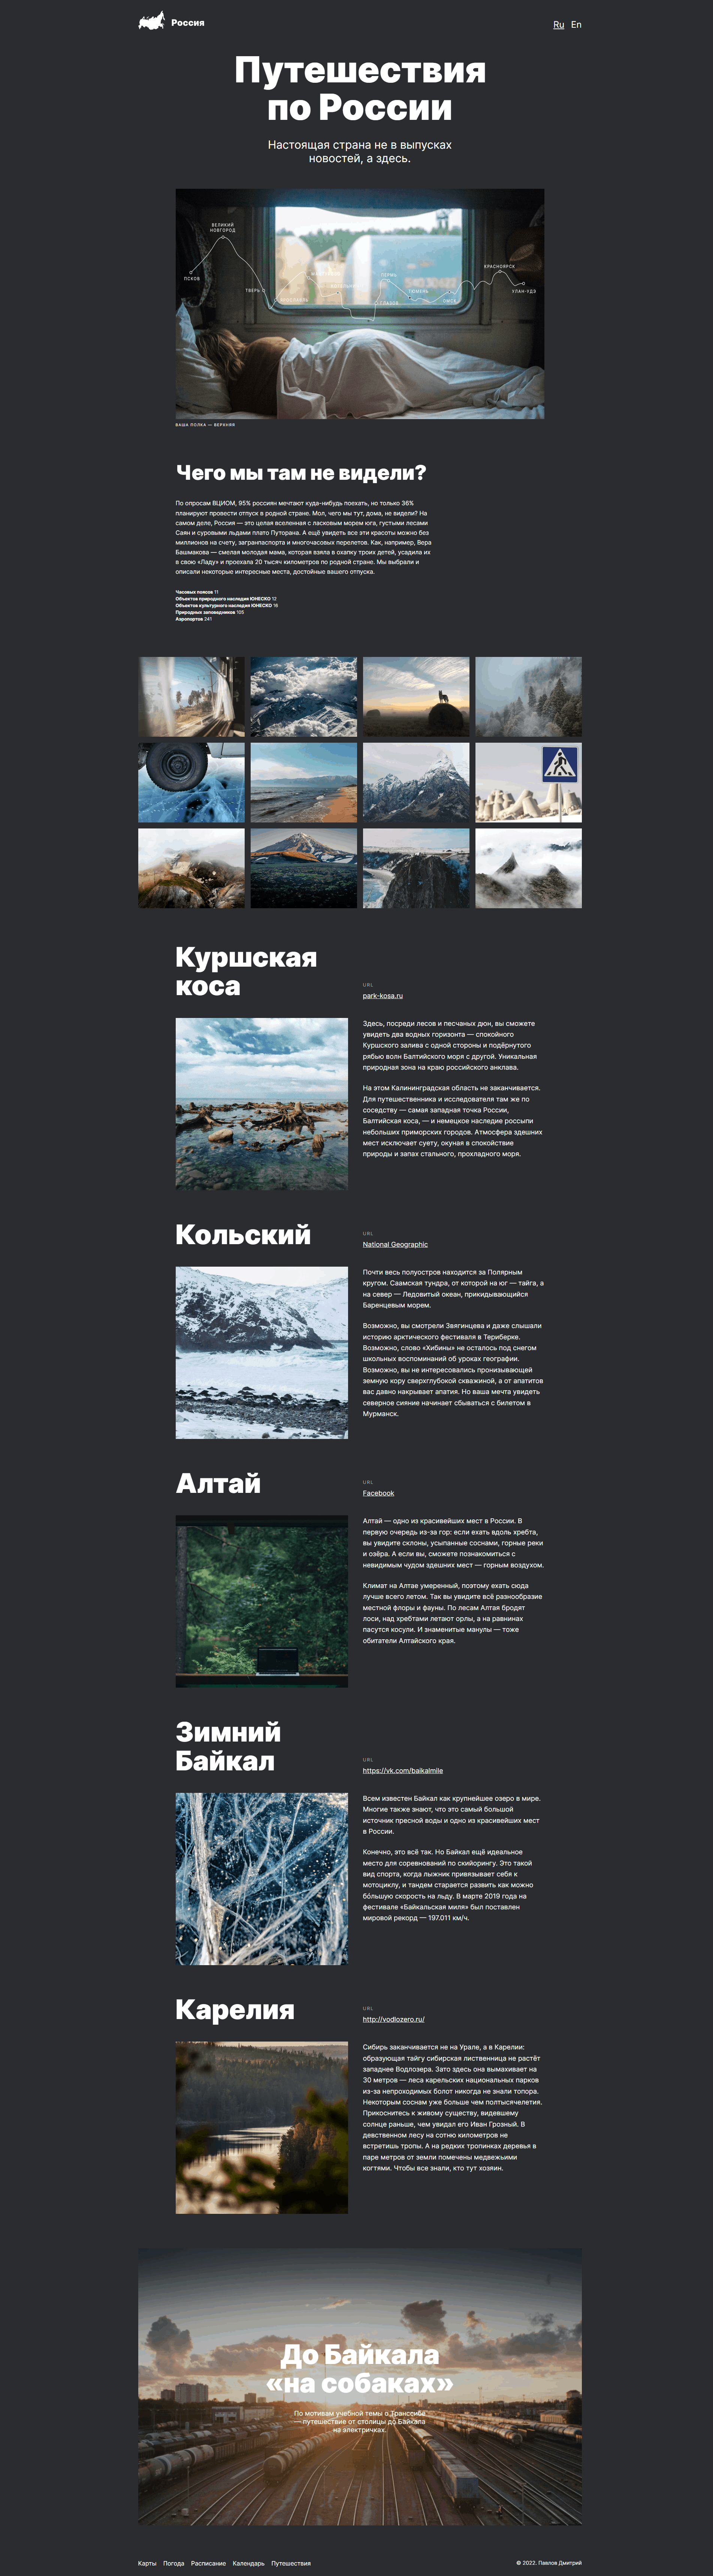 Россия
Ru En
Путешествия
по России
Настоящая страна не в выпусках
новостей, а здесь.
ВЕЛИКИЙ
НОВГОРОД
ПСКОВ
ТВЕРЬ
ПЕРМЬ
ТЮМЕНЬ
ОМСК
КРАСНОЯРСК
УЛАН-УДЭ
ВАША ПОЛКА — ВЕРХНЯЯ
Чего мы там не видели?
По опросам ВЦИОМ, 95% россиян мечтают куда-нибудь поехать, но только 36%
планируют провести отпуск в родной стране. Мол, чего мы тут, дома, не видели? На
самом деле, Россия — это целая вселенная с ласковым морем юга, густыми лесами
Саян и суровыми льдами плато Путорана. А ещё увидеть все эти красоты можно без
миллионов на счету, загранпаспорта и многочасовых перелетов. Как, например, Вера
Башмакова — смелая молодая мама, которая взяла в охапку троих детей, усадила их
в свою «Ладу» и проехала 20 тысяч километров по родной стране. Мы выбрали и
описали некоторые интересные места, достойные вашего отпуска.
Часовых поясов 11
Объектов природного наследия ЮНЕСКО 12
Объектов культурного наследия ЮНЕСКО 16
Природных заповедников 105
Аэропортов 241
Куршская
коса
URL
park-kosa.ru
Здесь, посреди лесов и песчаных дюн, вы сможете
увидеть два водных горизонта — спокойного
Куршского залива с одной стороны и подёрнутого
рябью волн Балтийского моря с другой. Уникальная
природная зона на краю российского анклава.
На этом Калининградская область не заканчивается.
Для путешественника и исследователя там же по
соседству — самая западная точка России,
Балтийская коса, — и немецкое наследие россыпи
небольших приморских городов. Атмосфера здешних
мест исключает суету, окуная в спокойствие
природы и запах стального, прохладного моря.
Кольский
URL
National Geographic
Почти весь полуостров находится за Полярным
кругом. Саамская тундра, от которой на юг — тайга, а
на север — Ледовитый океан, прикидывающийся
Баренцевым морем.
Возможно, вы смотрели Звягинцева и даже слышали
историю арктического фестиваля в Териберке.
Возможно, слово «Хибины» не осталось под снегом
школьных воспоминаний об уроках географии.
Возможно, вы не интересовались пронизывающей
земную кору сверхглубокой скважиной, а от апатитов
вас давно накрывает апатия. Но ваша мечта увидеть
северное сияние начинает сбываться с билетом в
Мурманск.
Алтай
URL
Facebook
Алтай — одно из красивейших мест в России. В
первую очередь из-за гор: если ехать вдоль хребта,
вы увидите склоны, усыпанные соснами, горные реки
и озёра. А если вы, сможете познакомиться с
невидимым чудом здешних мест — горным воздухом.
Климат на Алтае умеренный, поэтому ехать сюда
лучше всего летом. Так вы увидите всё разнообразие
местной флоры и фауны. По лесам Алтая бродят
лоси, над хребтами летают орлы, а на равнинах
пасутся косули. И знаменитые манулы — тоже
обитатели Алтайского края.
Зимний
Байкал
URL
https://vk.com/baikalmile
Всем известен Байкал как крупнейшее озеро в мире.
Многие также знают, что это самый большой
источник пресной воды и одно из красивейших мест
в России.
Конечно, это всё так. Но Байкал ещё идеальное
место для соревнований по скийорингу. Это такой
вид спорта, когда лыжник привязывает себя к
мотоциклу, и тандем старается развить как можно
бо́льшую скорость на льду. В марте 2019 года на
фестивале «Байкальская миля» был поставлен
мировой рекорд — 197.011 км/ч.
Карелия
URL
http://vodlozero.ru/
Сибирь заканчивается не на Урале, а в Карелии:
образующая тайгу сибирская лиственница не растёт
западнее Водлозера. Зато здесь она вымахивает на
30 метров — леса карельских национальных парков
из-за непроходимых болот никогда не знали топора.
Некоторым соснам уже больше чем полтысячелетия.
Прикоснитесь к живому существу, видевшему
солнце раньше, чем увидал его Иван Грозный. В
девственном лесу на сотню километров не
встретишь тропы. А на редких тропинках деревья в
паре метров от земли помечены медвежьими
когтями. Чтобы все знали, кто тут хозяин.
До Байкала
«на собаках»
По мотивам учебной темы о Транссибе
— путешествие от столицы до Байкала
на электричках.
Карты Погода Расписание Календарь Путешествия
© 2022. Павлов Дмитрий